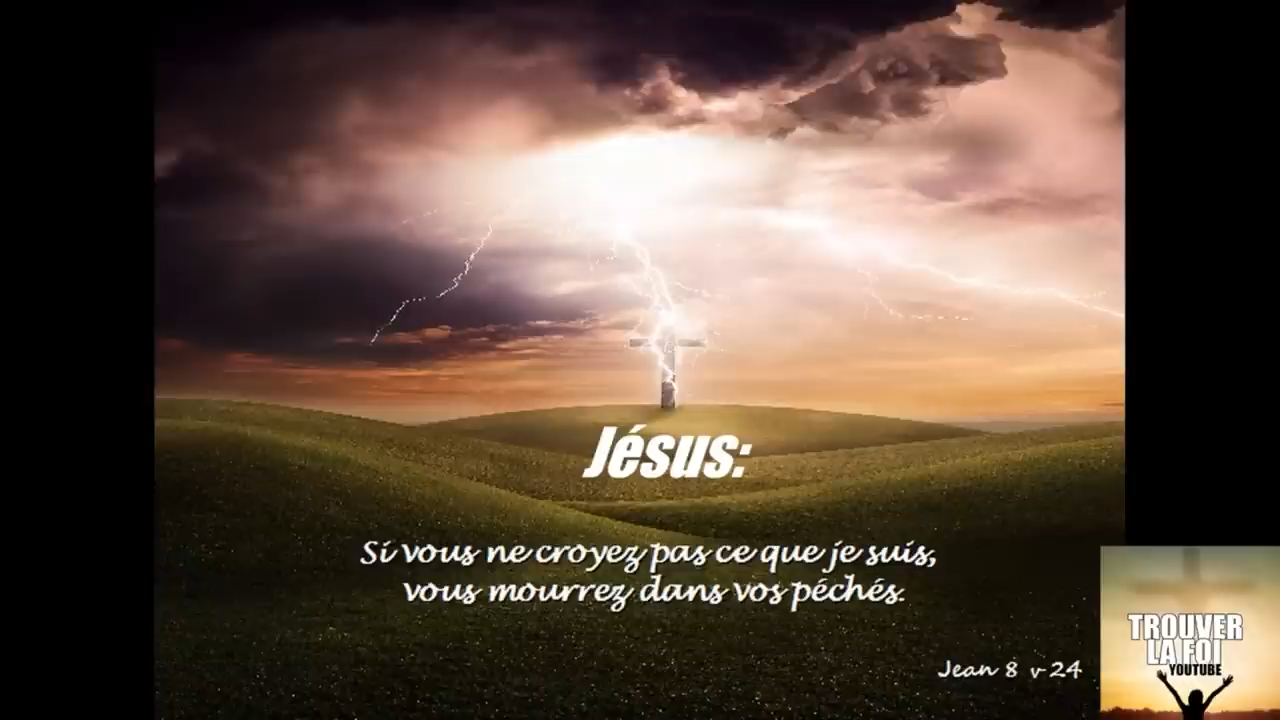 Jésus:
Si vous ne croyez pas ce que je suis,
vous mourrez dans vos péchés.
Jean 8 v 24
TROUVER
LA FOI
YOUTUBE